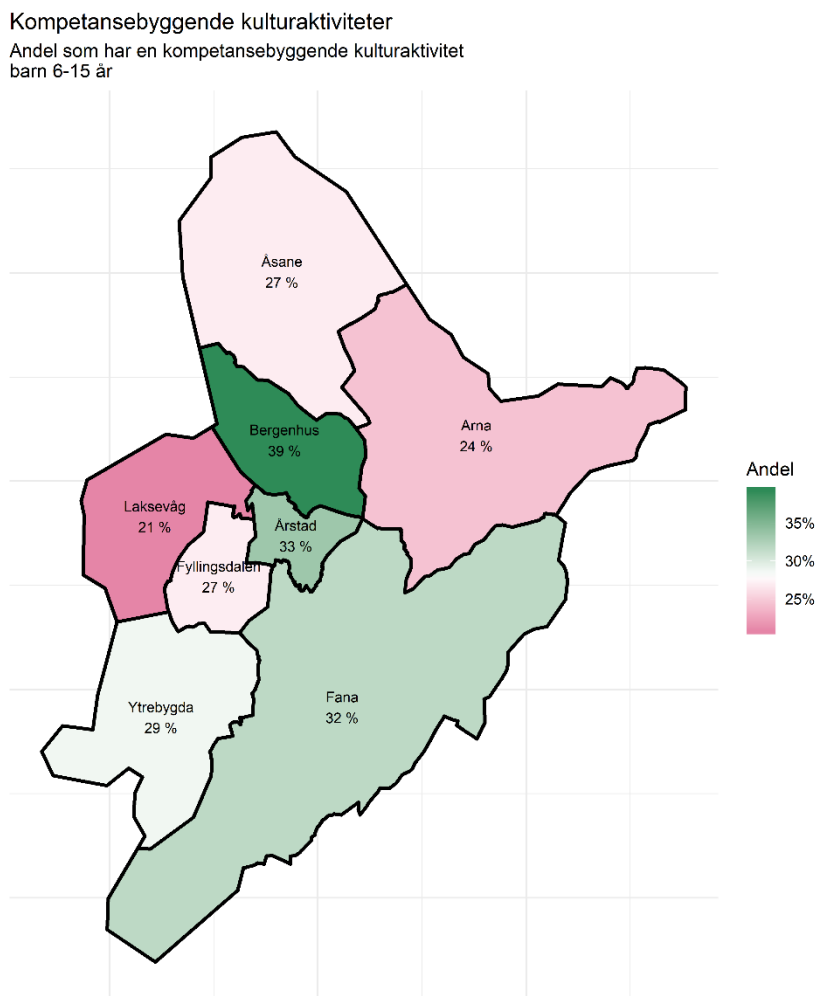 Kompetansebyggende kulturaktiviteter
Andel som har en kompetansebyggende kulturaktivitet
barn 6-15 år
Åsane
27 %
Bergenhus
39 %
Arna
24 %
Laksevåg
21 %
Årstad
33 %
Fyllingsdalen
27 %
Fana
32 %
Ytrebygda
29 %
Andel
35%
30%
25%